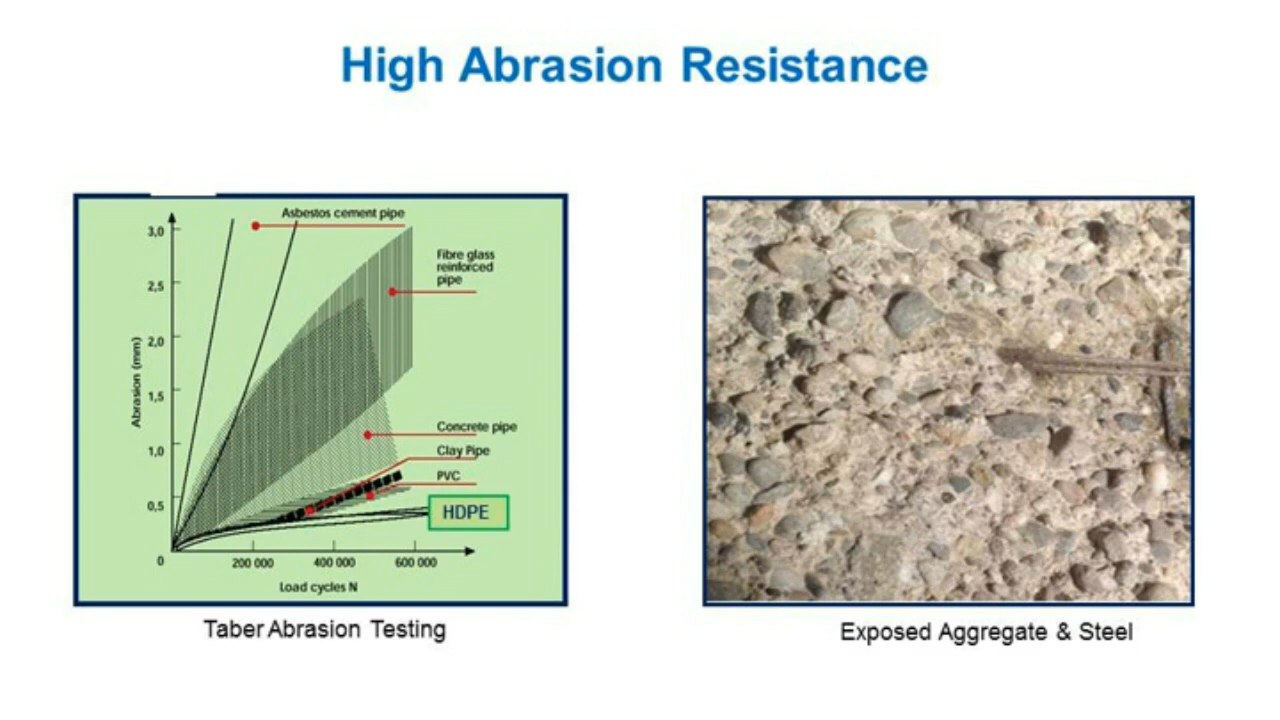 High Abrasion Resistance
Asbestos cement pipe
3,0
Fibre glass
reinforced
pipe
2,5
2,0
Abrasion (mm)
1,5
Concrete pipe
1,0
Clay Pipe
PVC
0,5
HDPE
0
200 000
400 000
600 000
Load cycles N
Taber Abrasion Testing
Exposed Aggregate & Steel